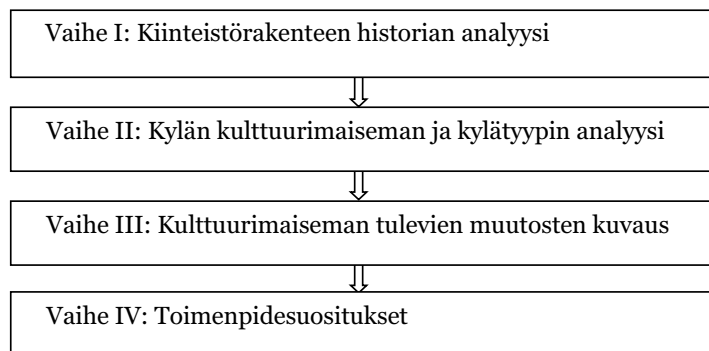 Vaihe I: Kiinteistörakenteen historian analyysi
Vaihe II: Kylän kulttuurimaiseman ja kylätyypin analyysi
Vaihe III: Kulttuurimaiseman tulevien muutosten kuvaus
Vaihe IV: Toimenpidesuositukset